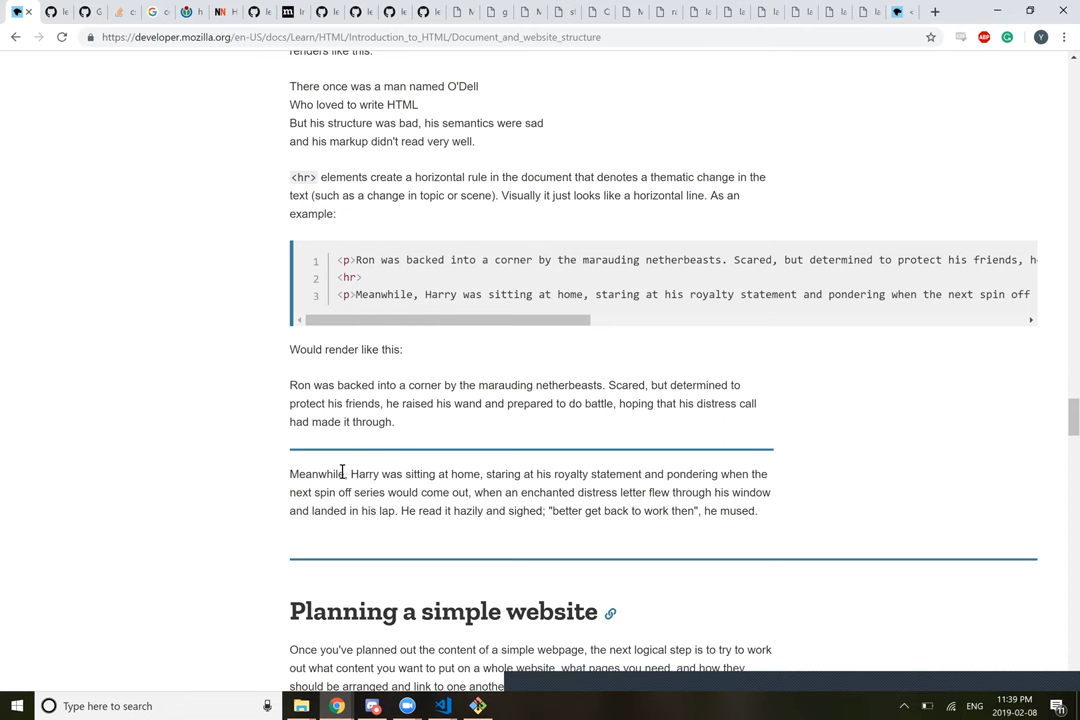 https://developer.mozilla.org/en-US/docs/Learn/HTML/Introduction_to_HTML/Document_and_website_structure
ABP
Y
renders like this:
There once was a man named O'Dell
Who loved to write HTML
But his structure was bad, his semantics were sad
and his markup didn't read very well.
<hr> elements create a horizontal rule in the document that denotes a thematic change in the
text (such as a change in topic or scene). Visually it just looks like a horizontal line. As an
example:
1 <p>Ron was backed into a corner by the marauding netherbeasts. Scared, but determined to protect his friends, h
2 <hr>
3 <p>Meanwhile, Harry was sitting at home, staring at his royalty statement and pondering when the next spin off
Would render like this:
Ron was backed into a corner by the marauding netherbeasts. Scared, but determined to
protect his friends, he raised his wand and prepared to do battle, hoping that his distress call
had made it through.
Meanwhile, Harry was sitting at home, staring at his royalty statement and pondering when the
next spin off series would come out, when an enchanted distress letter flew through his window
and landed in his lap. He read it hazily and sighed; "better get back to work then", he mused.
Planning a simple website
Once you've planned out the content of a simple webpage, the next logical step is to try to work
out what content you want to put on a whole website, what pages you need, and how they
should be arranged and link to one anothe
Type here to search
ENG
11:39 PM
2019-02-08